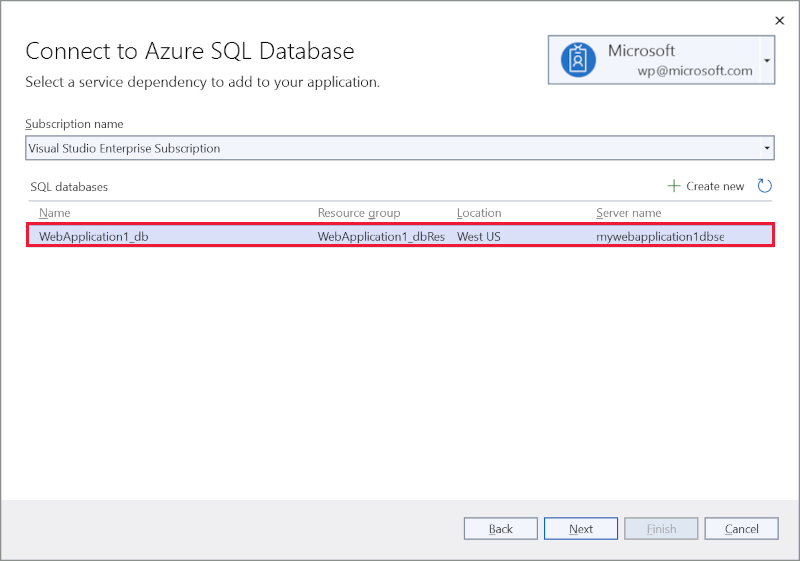 Connect to Azure SQL Database
Select a service dependency to add to your application.
Microsoft
wp@microsoft.com
Subscription name
Visual Studio Enterprise Subscription
SQL databases
Create new
Name Resource group Location Server name
WebApplication1_db WebApplication1_dbRes West US mywebapplication1dbse
Back Next Finish Cancel